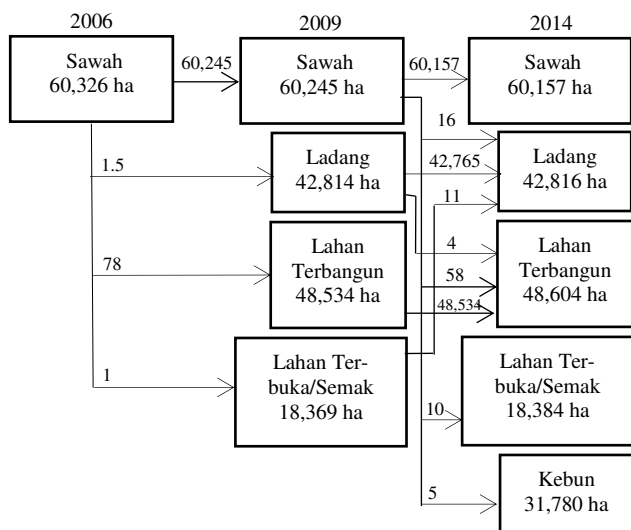 2006 2009 2014
Sawah
60,326 ha
60,245
Sawah
60,245 ha
60,157
Sawah
60,157 ha
16
1.5
Ladang
42,814 ha
42,765
Ladang
42,816 ha
11
4
78
Lahan
Terbangun
48,534 ha
58
48,534
Lahan
Terbangun
48,604 ha
1
Lahan Ter-
buka/Semak
18,369 ha
10
Lahan Ter-
buka/Semak
18,384 ha
5
Kebun
31,780 ha